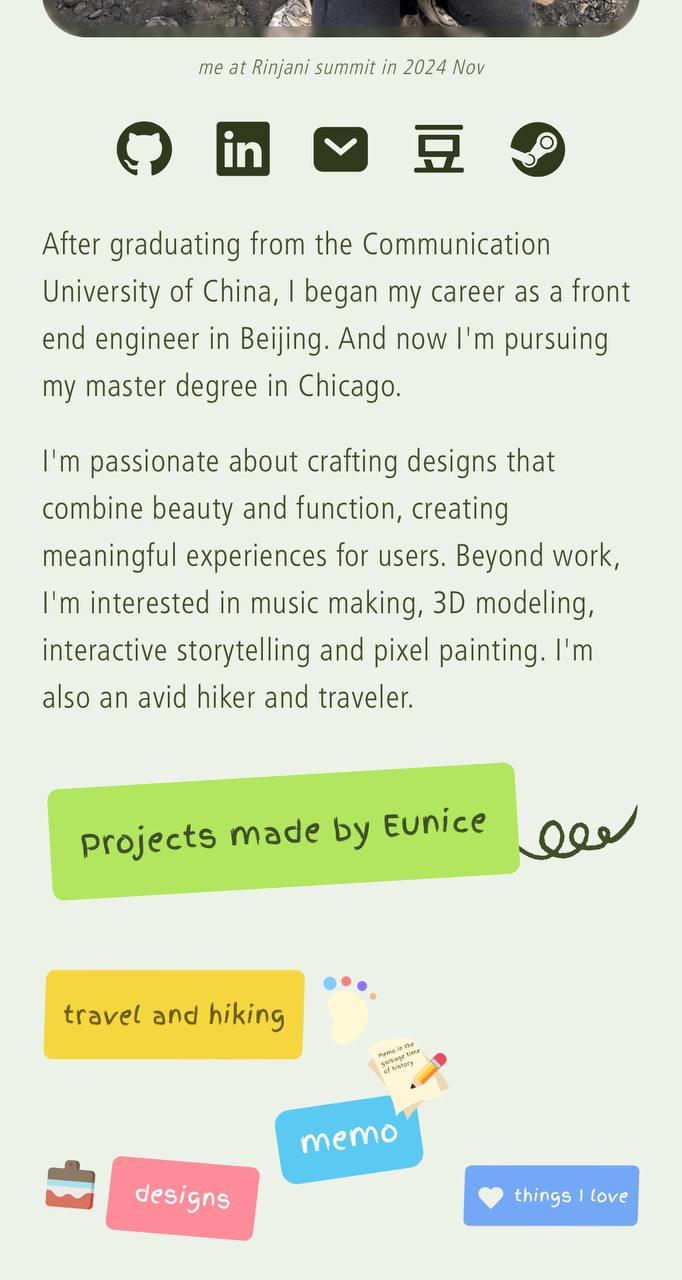 me at Rinjani summit in 2024 Nov
in
豆
After graduating from the Communication
University of China, I began my career as a front
end engineer in Beijing. And now I'm pursuing
my master degree in Chicago.
I'm passionate about crafting designs that
combine beauty and function, creating
meaningful experiences for users. Beyond work,
I'm interested in music making, 3D modeling,
interactive storytelling and pixel painting. I'm
also an avid hiker and traveler.
Projects made by Eunice
travel and hiking
Memo in the
garbage time
of history
memo
designs
things I love